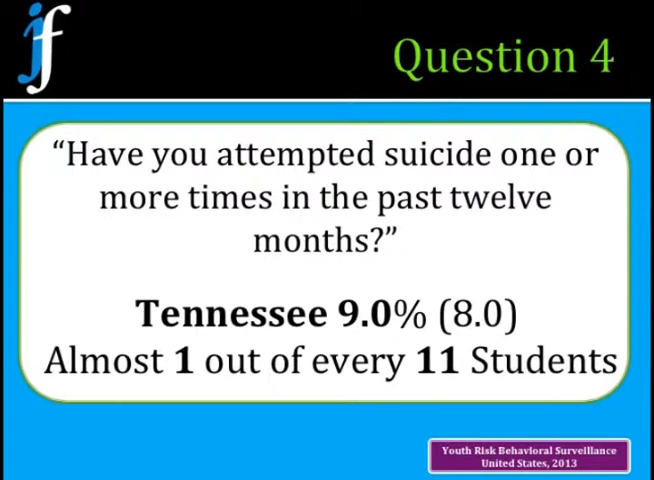 jf
Question 4
“Have you attempted suicide one or
more times in the past twelve
months?”
Tennessee 9.0% (8.0)
Almost 1 out of every 11 Students
Youth Risk Behavioral Surveillance
United States, 2013